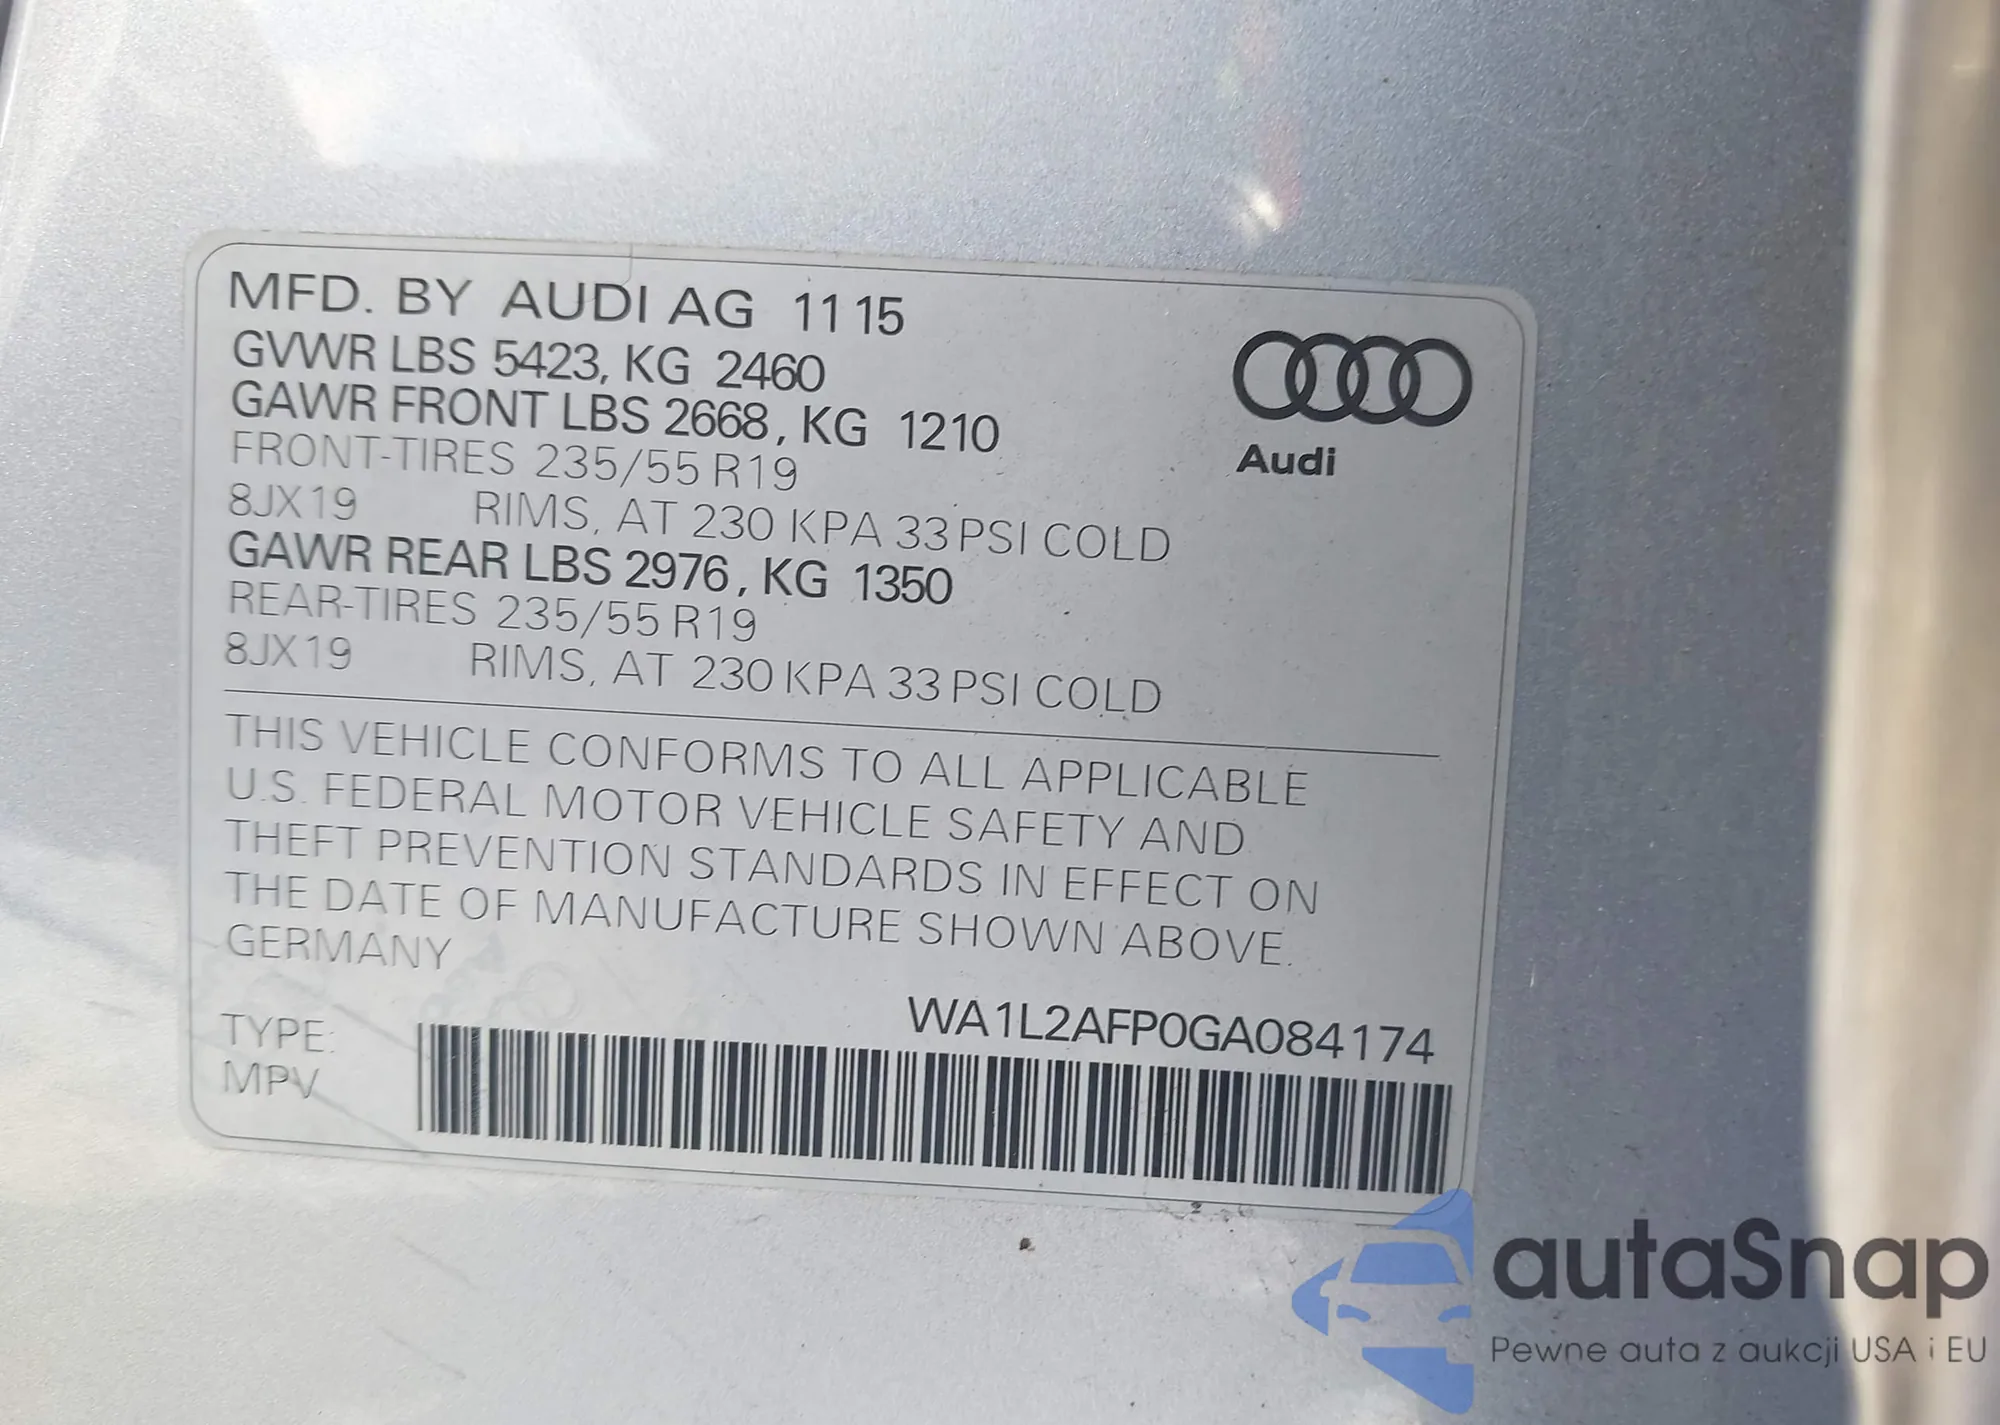 MFD. BY AUDI AG 11 15
GVWR LBS 5423, KG 2460
GAWR FRONT LBS 2668, KG 1210
FRONT-TIRES 235/55 R19
8JX19 RIMS, AT 230 KPA 33 PSI COLD
GAWR REAR LBS 2976, KG 1350
REAR-TIRES 235/55 R19
8JX19 RIMS, AT 230 KPA 33 PSI COLD
Audi
THIS VEHICLE CONFORMS TO ALL APPLICABLE
U.S. FEDERAL MOTOR VEHICLE SAFETY AND
THEFT PREVENTION STANDARDS IN EFFECT ON
THE DATE OF MANUFACTURE SHOWN ABOVE.
GERMANY
WA1L2AFP0GA084174
TYPE:
MPV
autaSnap
Pewne auta z aukcji USA i EU